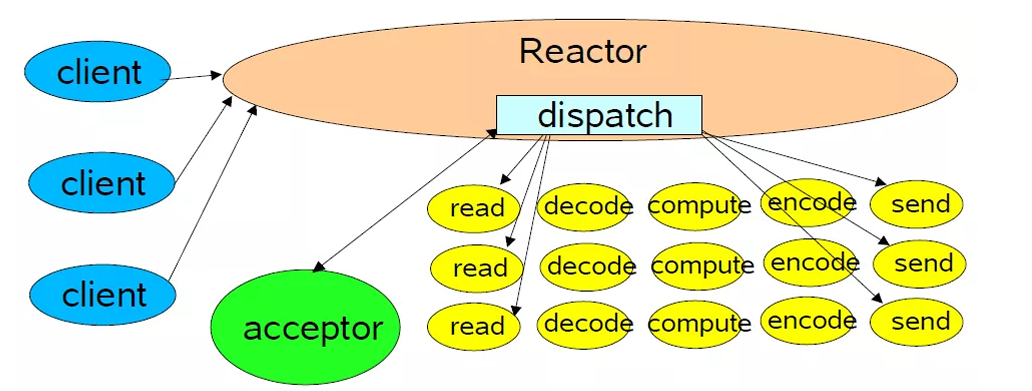 Reactor
dispatch
client
client
client
acceptor
read decode compute encode send
read decode compute encode send
read decode compute encode send